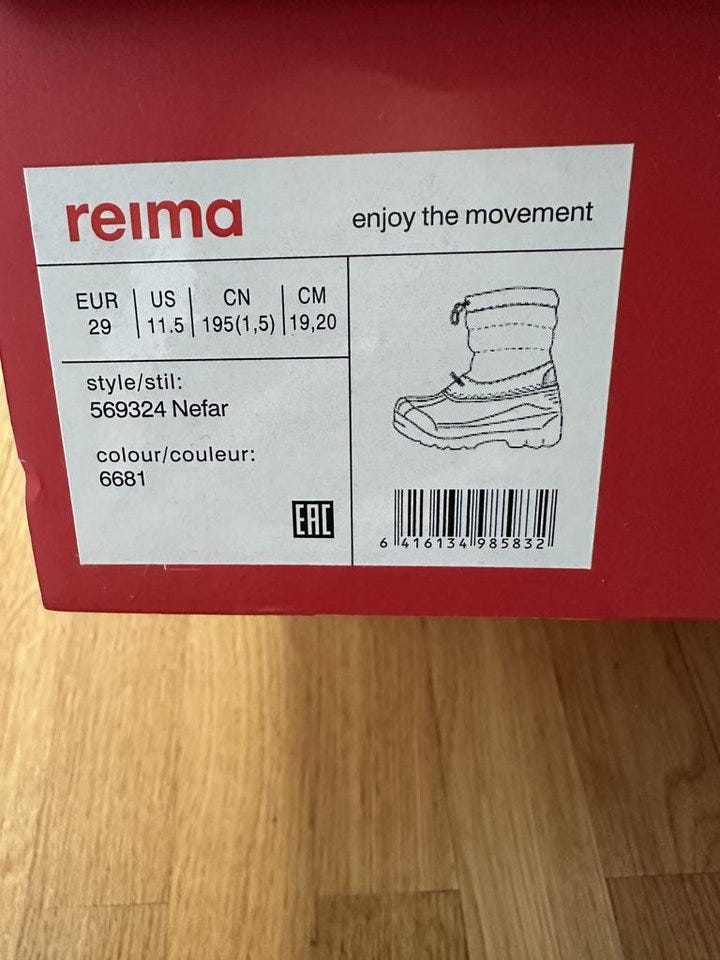 reima
enjoy the movement
EUR US CN CM
29 11.5 195(1,5) 19,20
style/stil:
569324 Nefar
colour/couleur:
6681
EAC
6 416134 985832